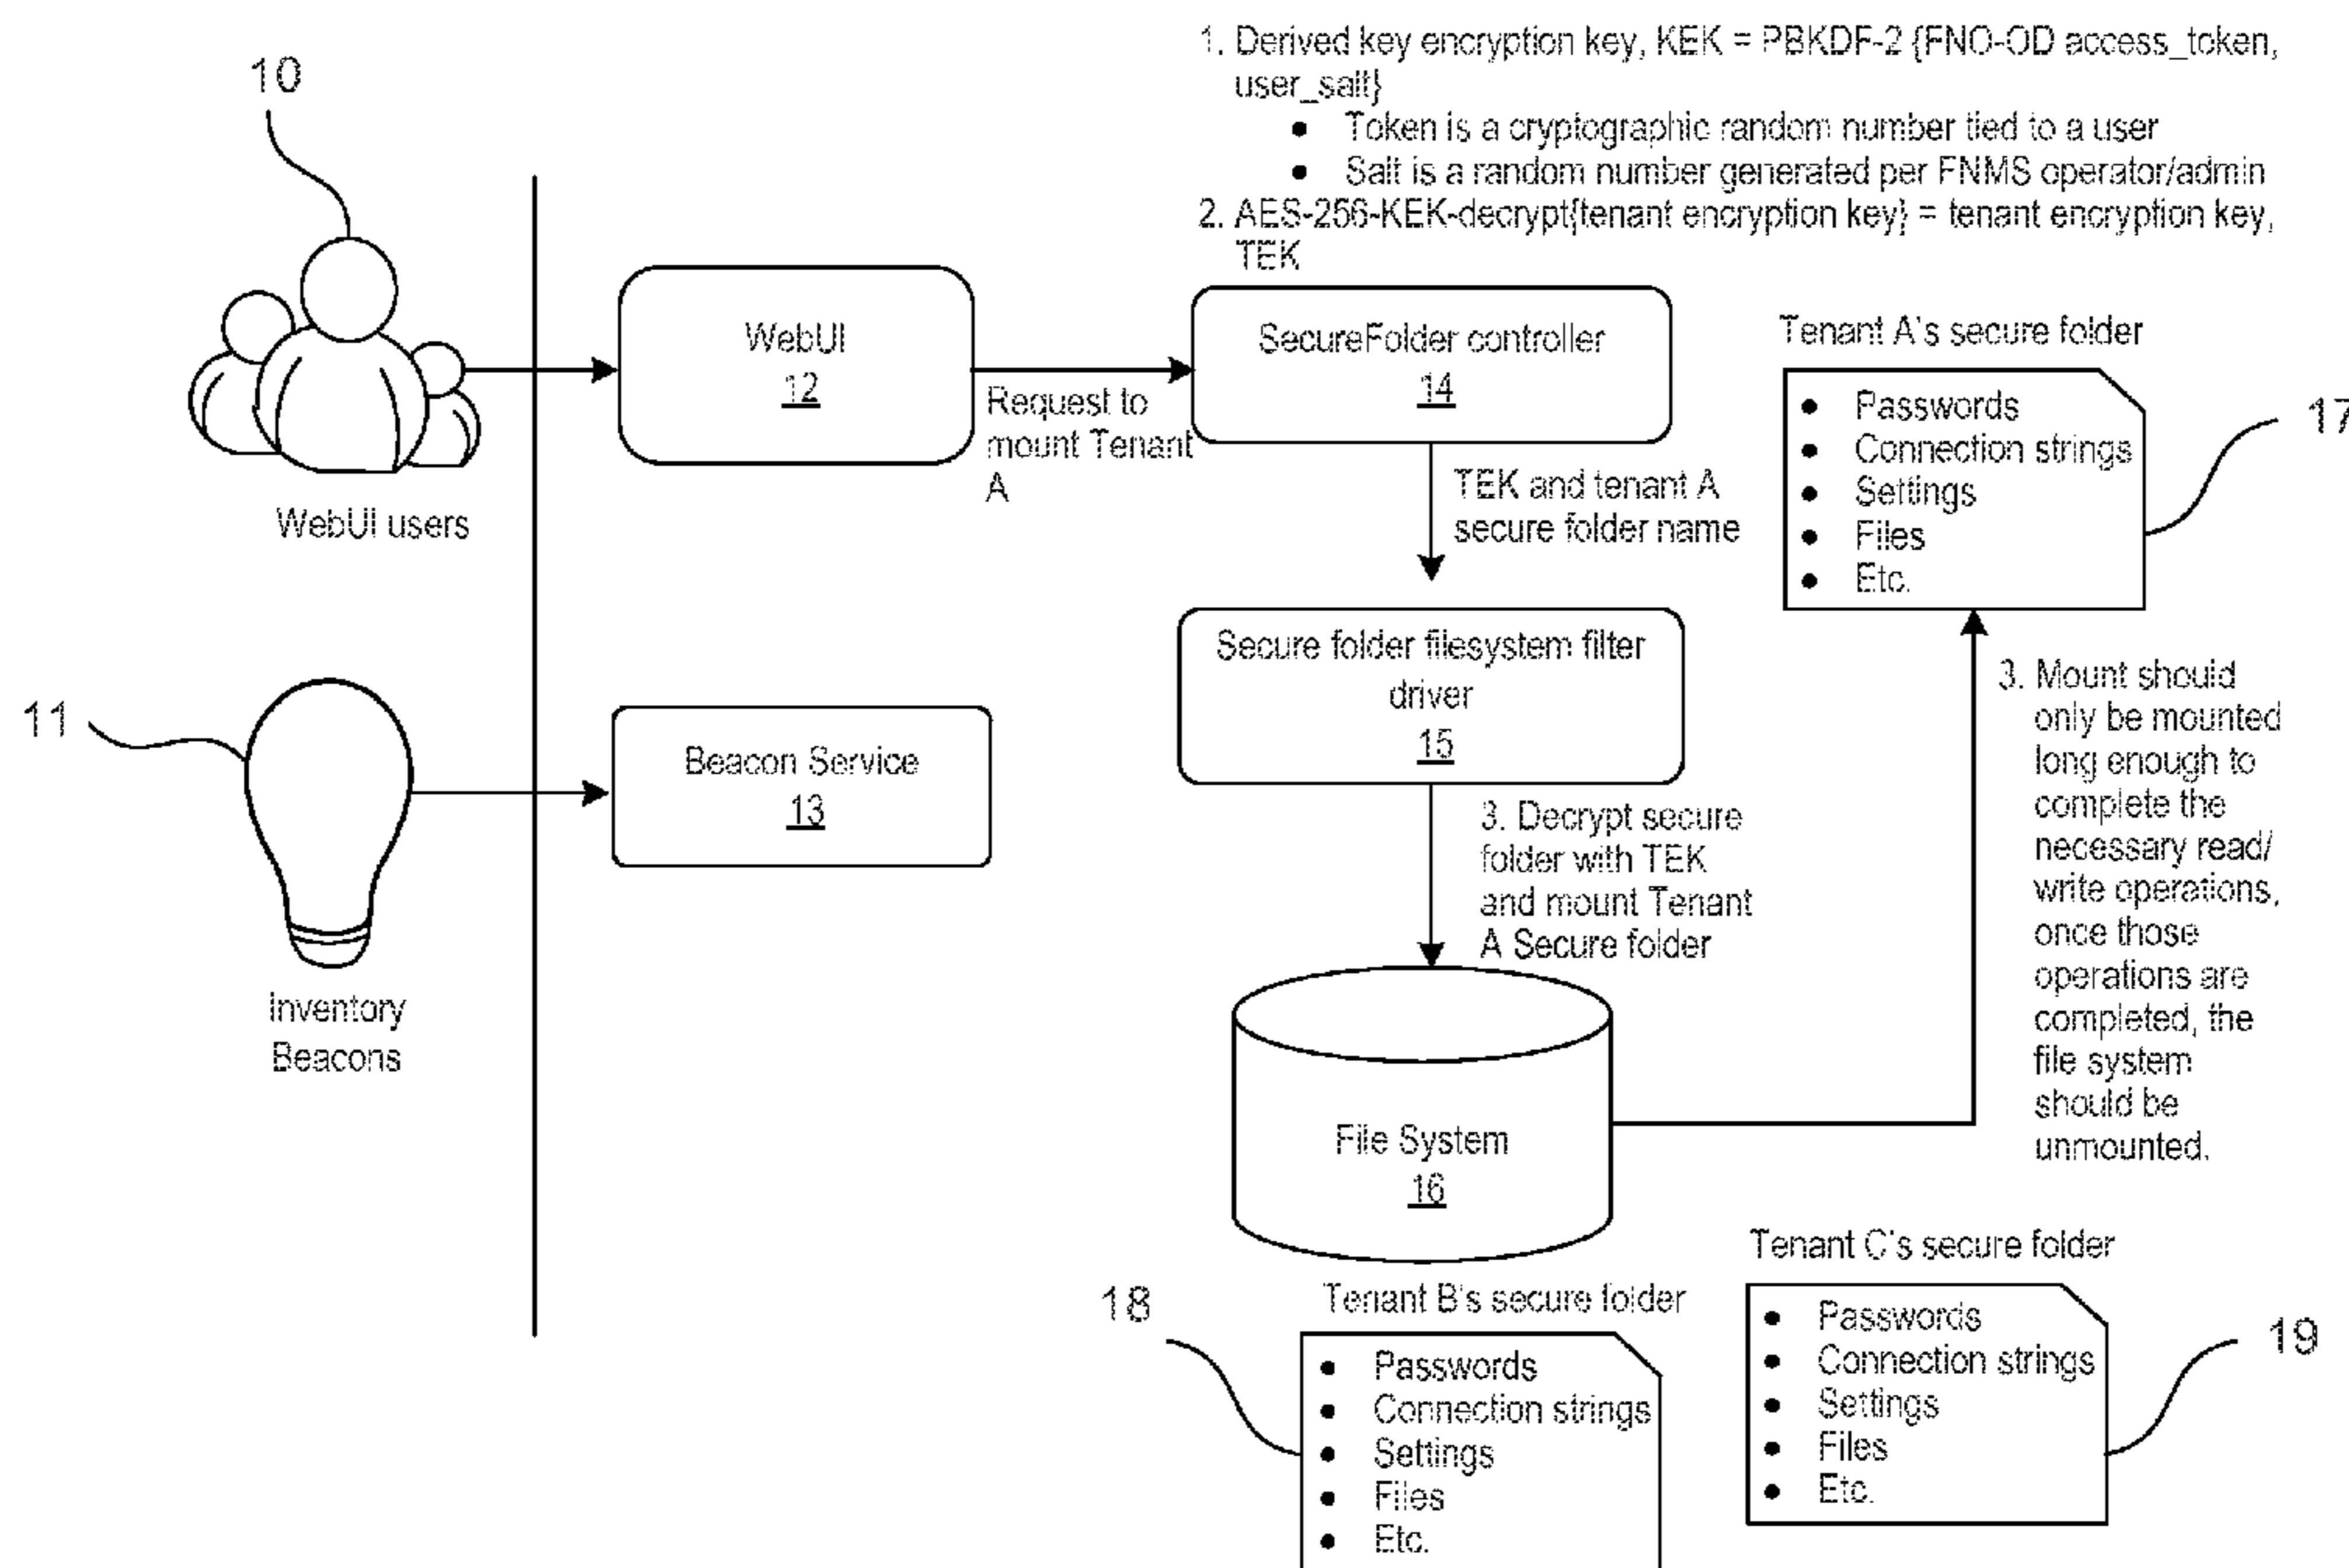 1. Derived key encryption key, KEK = PBKDF-2 {FNO-OD access_token,
user_salt}
• Token is a cryptographic random number tied to a user
• Salt is a random number generated per FNMS operator/admin
2. AES-256-KEK-decrypt{tenant encryption key} = tenant encryption key,
TEK
10
WebUI users
WebUI
12
Request to
mount Tenant
A
SecureFolder controller
14
TEK and tenant A
secure folder name
Tenant A's secure folder
• Passwords
• Connection strings
• Settings
• Files
• Etc.
17
11
Inventory
Beacons
Beacon Service
13
Secure folder filesystem filter
driver
15
3. Decrypt secure
folder with TEK
and mount Tenant
A Secure folder
3. Mount should
only be mounted
long enough to
complete the
necessary read/
write operations,
once those
operations are
completed, the
file system
should be
unmounted.
File System
16
18
Tenant B's secure folder
• Passwords
• Connection strings
• Settings
• Files
• Etc.
Tenant C's secure folder
• Passwords
• Connection strings
• Settings
• Files
• Etc.
19